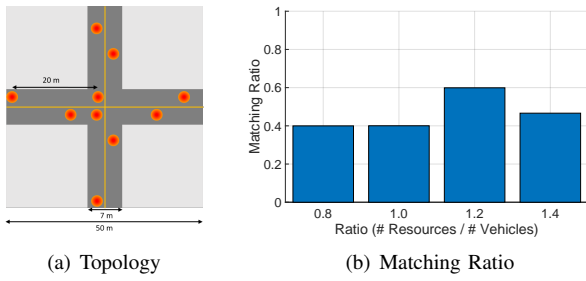 20 m
7 m
50 m
(a) Topology
1
0.8
0.6
0.4
0.2
0
Matching Ratio
0.8 1.0 1.2 1.4
Ratio (# Resources / # Vehicles)
(b) Matching Ratio